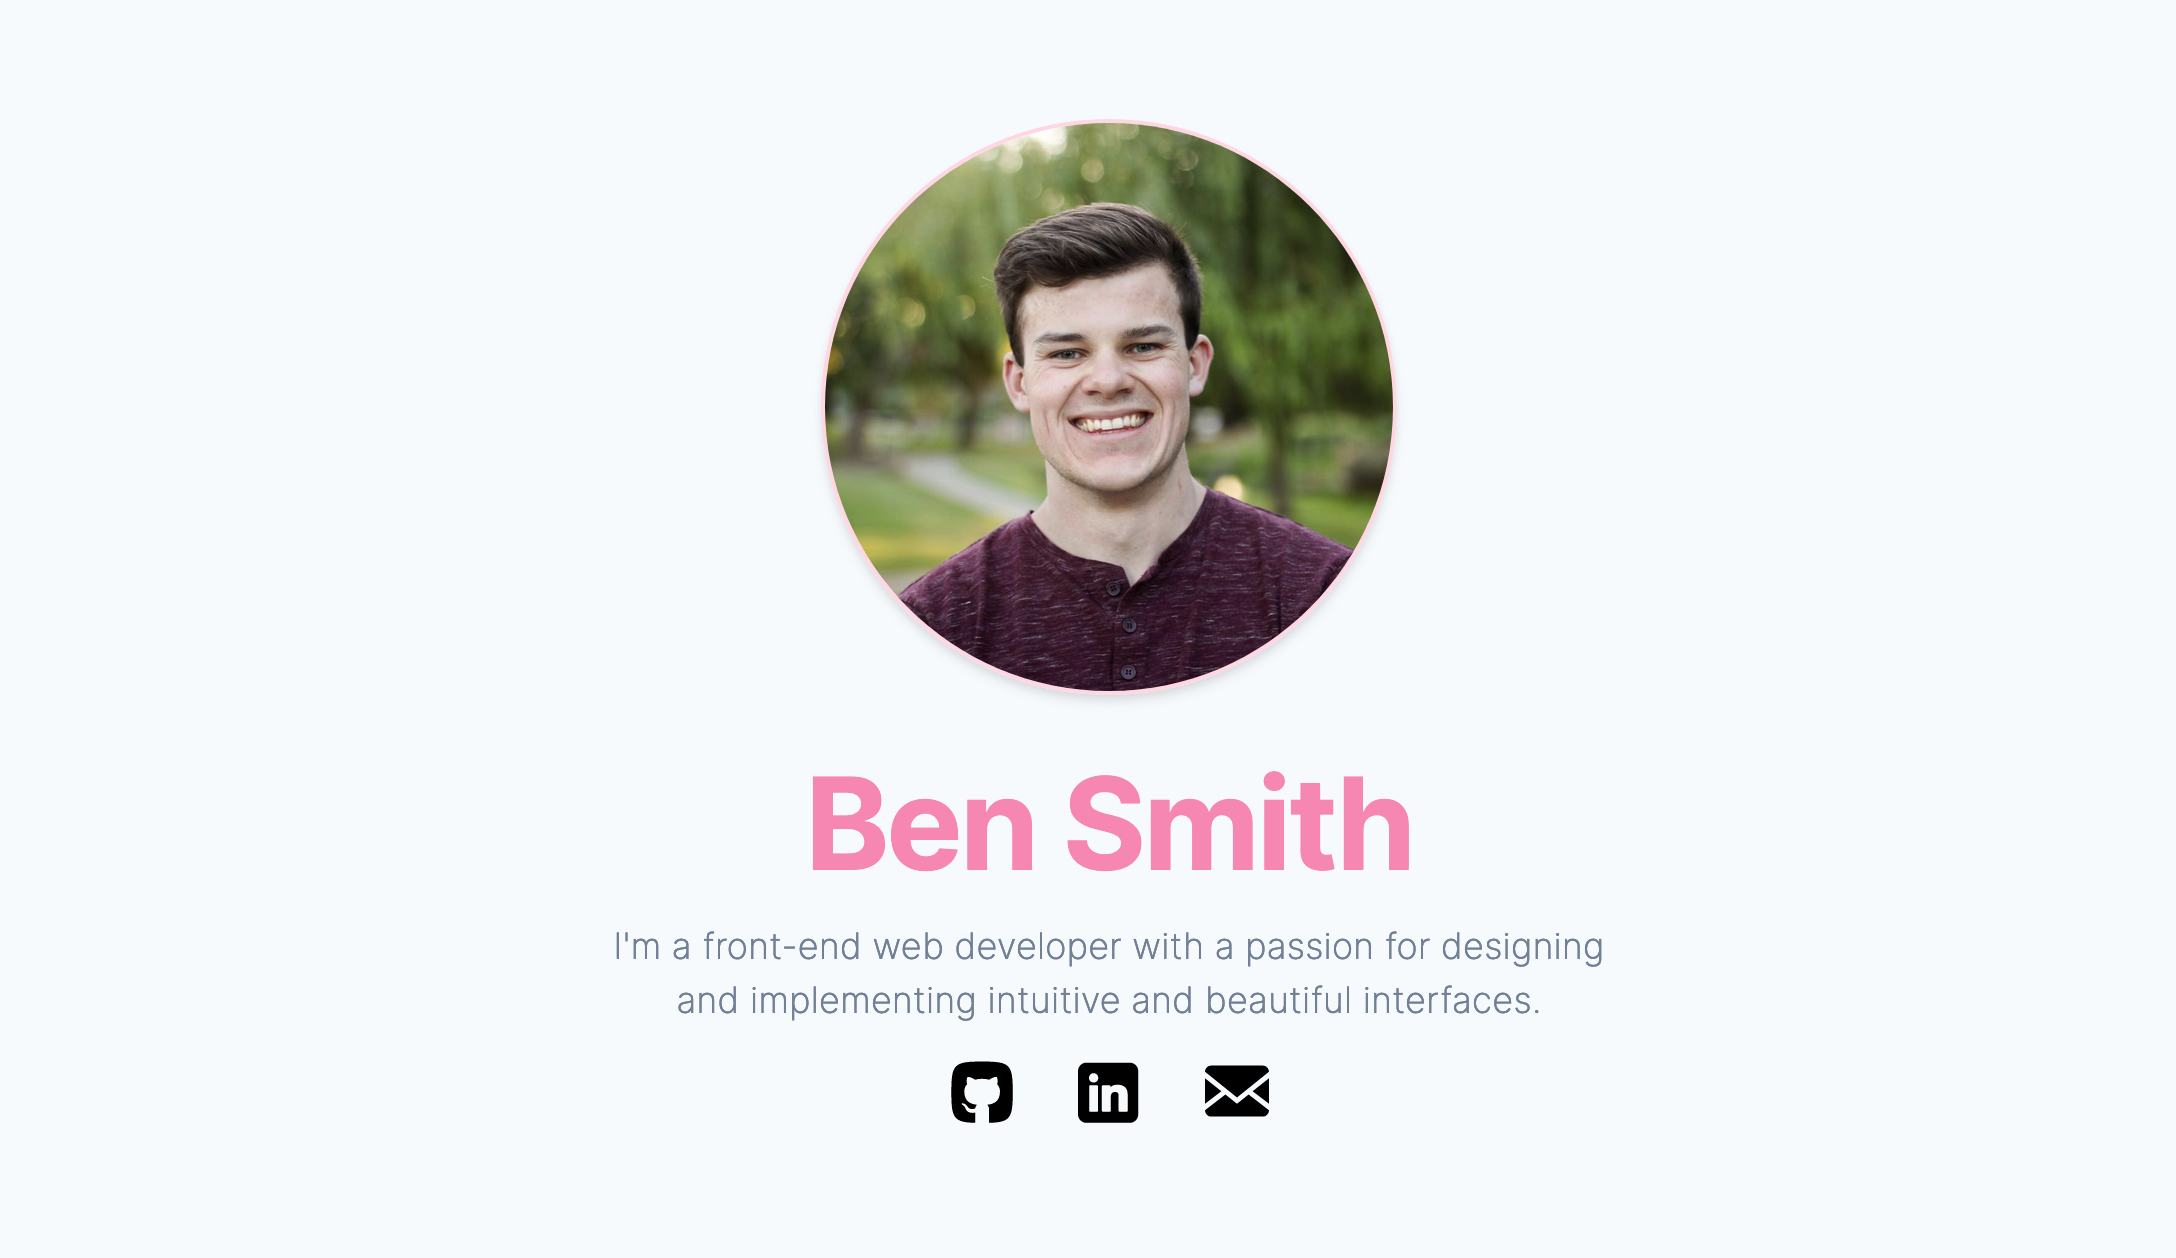 Ben Smith
I'm a front-end web developer with a passion for designing
and implementing intuitive and beautiful interfaces.
in